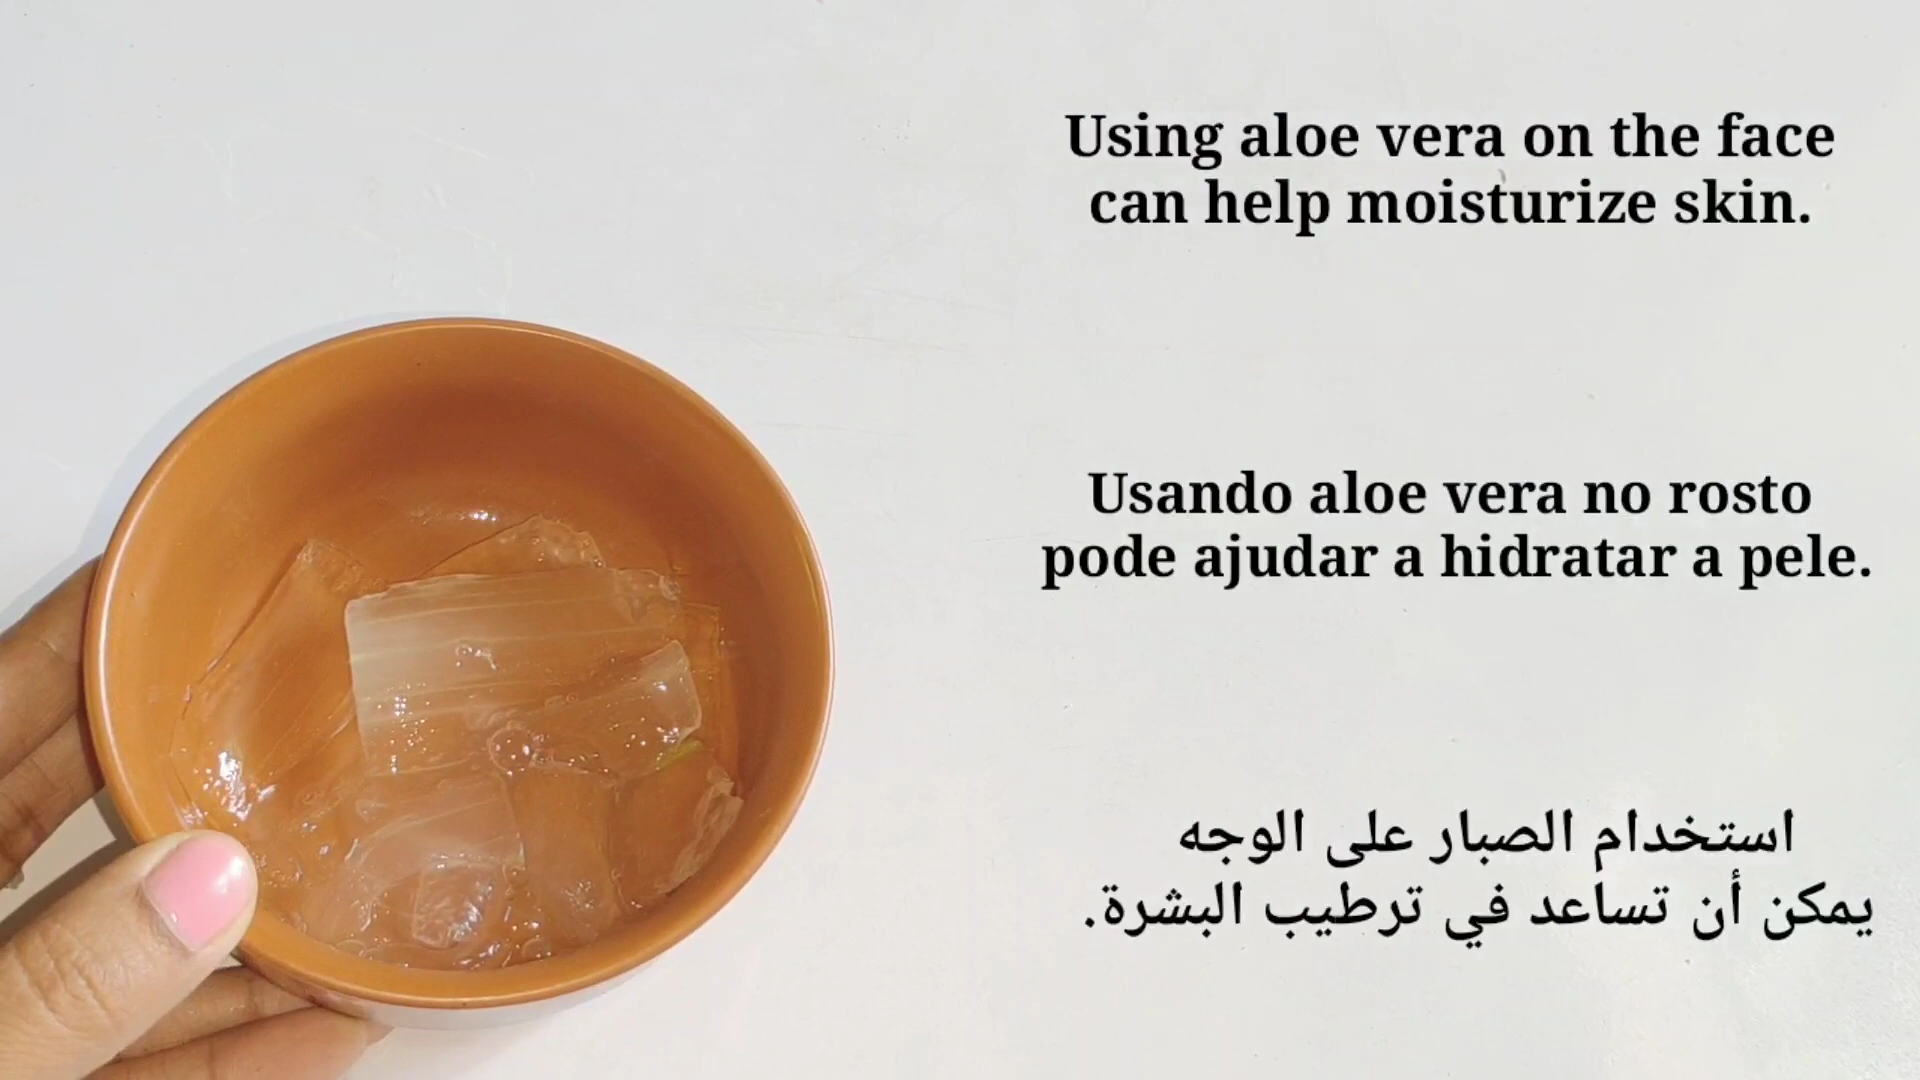 Using aloe vera on the face
can help moisturize skin.
Usando aloe vera no rosto
pode ajudar a hidratar a pele.
استخدام الصبار على الوجه
يمكن أن تساعد في ترطيب البشرة.